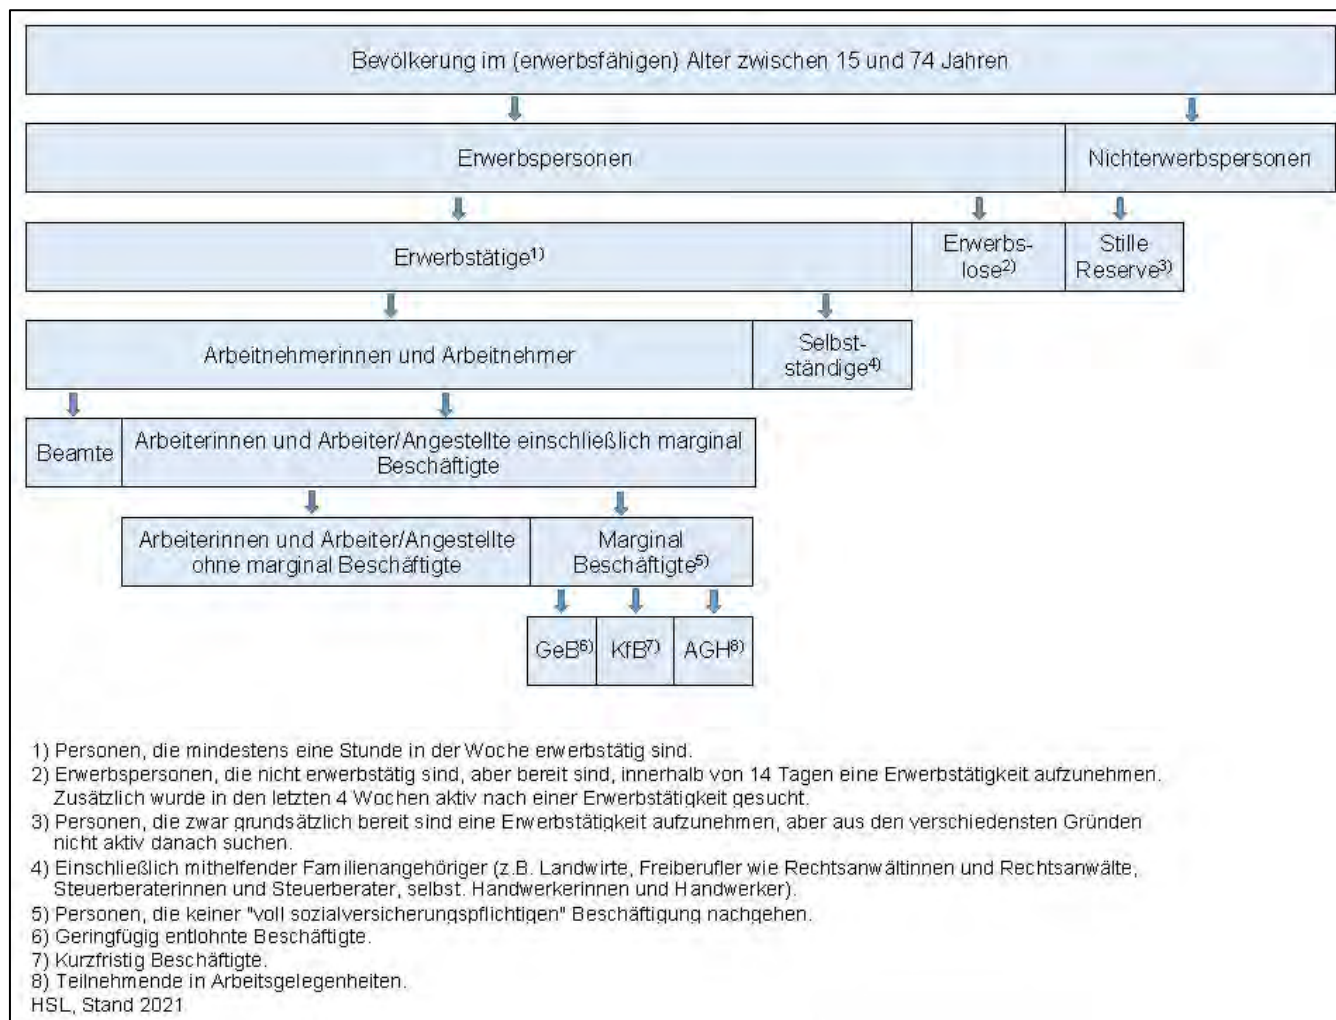 Bevölkerung im (erwerbsfähigen) Alter zwischen 15 und 74 Jahren
Erwerbspersonen
Nichterwerbspersonen
Erwerbstätige1)
Erwerbs-
lose2)
Stille
Reserve3)
Arbeitnehmerinnen und Arbeitnehmer
Selbst-
ständige4)
Beamte
Arbeiterinnen und Arbeiter/Angestellte einschließlich marginal
Beschäftigte
Arbeiterinnen und Arbeiter/Angestellte
ohne marginal Beschäftigte
Marginal
Beschäftigte5)
GeB6)
KfB7)
AGH8)
1) Personen, die mindestens eine Stunde in der Woche erwerbstätig sind.
2) Erwerbspersonen, die nicht erwerbstätig sind, aber bereit sind, innerhalb von 14 Tagen eine Erwerbstätigkeit aufzunehmen.
Zusätzlich wurde in den letzten 4 Wochen aktiv nach einer Erwerbstätigkeit gesucht.
3) Personen, die zwar grundsätzlich bereit sind eine Erwerbstätigkeit aufzunehmen, aber aus den verschiedensten Gründen
nicht aktiv danach suchen.
4) Einschließlich mithelfender Familienangehöriger (z.B. Landwirte, Freiberufler wie Rechtsanwältinnen und Rechtsanwälte,
Steuerberaterinnen und Steuerberater, selbst. Handwerkerinnen und Handwerker).
5) Personen, die keiner "voll sozialversicherungspflichtigen" Beschäftigung nachgehen.
6) Geringfügig entlohnte Beschäftigte.
7) Kurzfristig Beschäftigte.
8) Teilnehmende in Arbeitsgelegenheiten.
HSL, Stand 2021